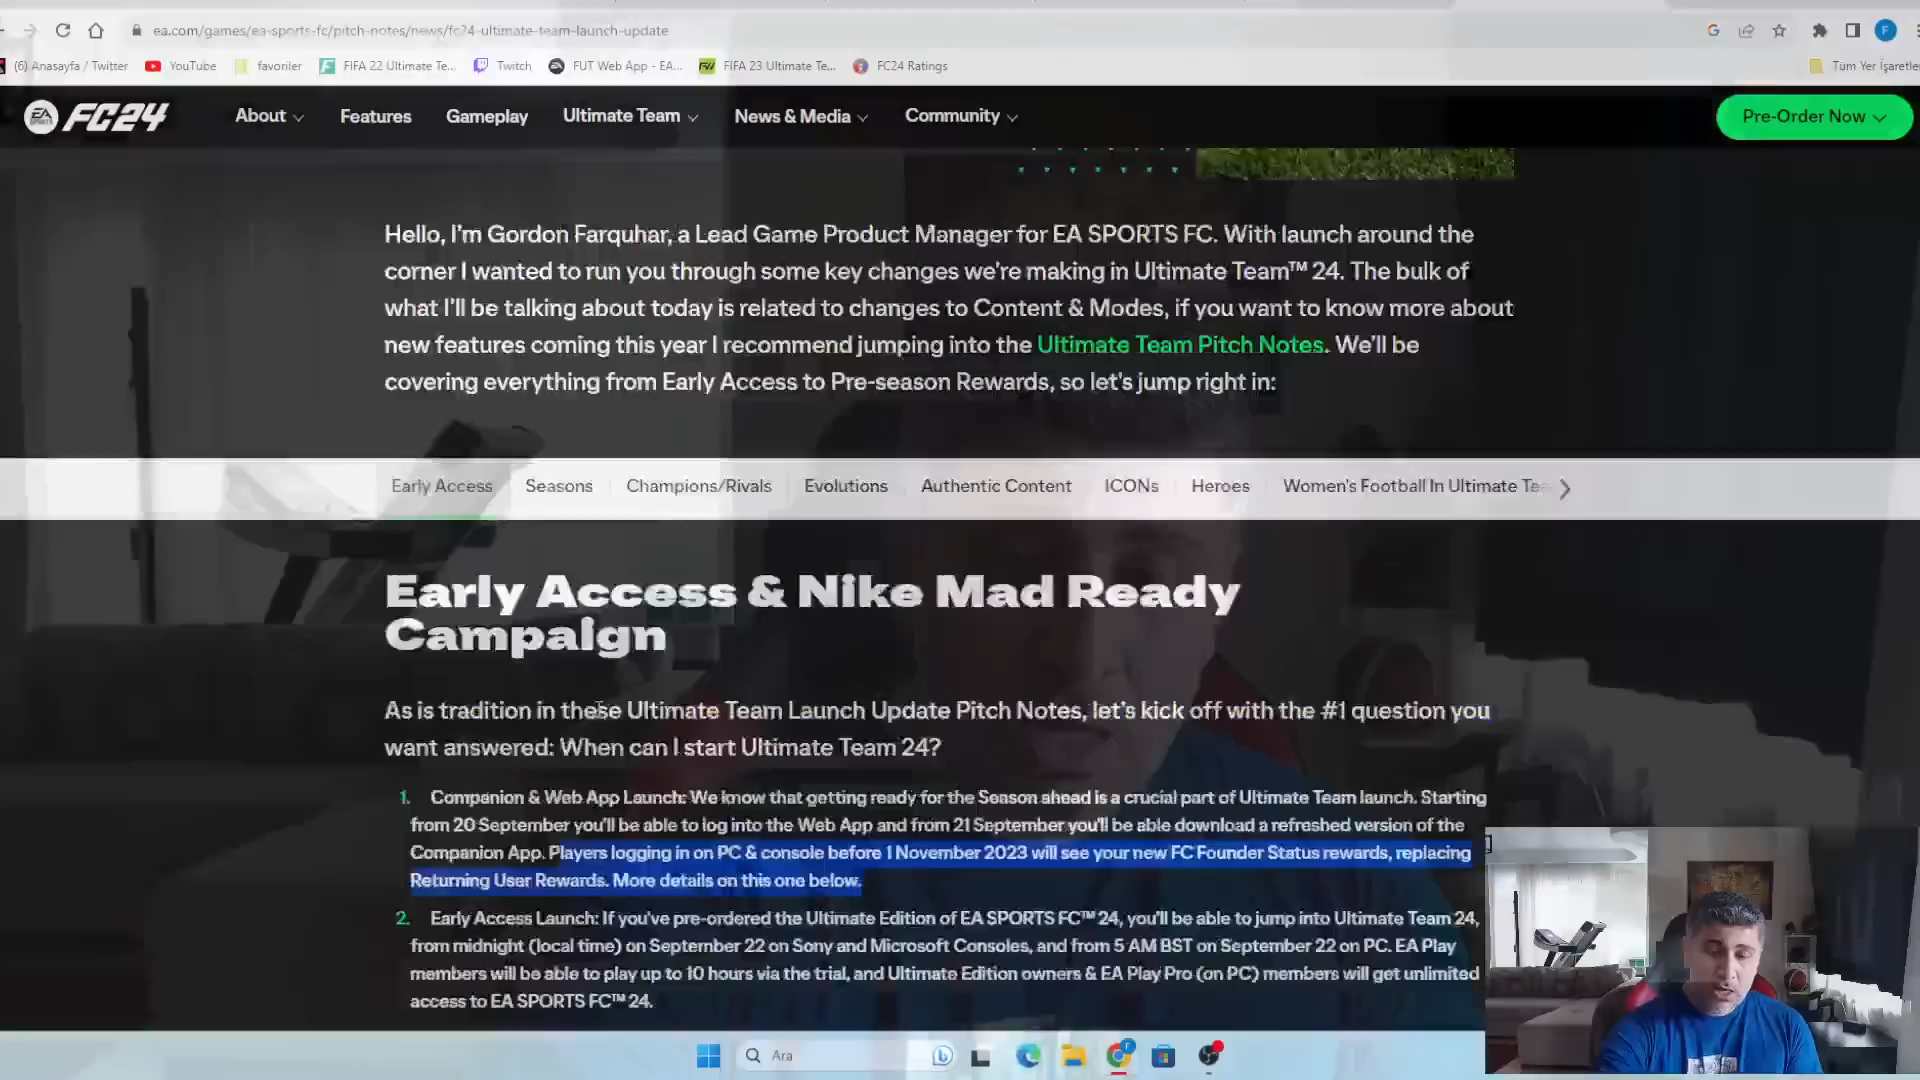 ea.com/games/ea-sports-fc/pitch-notes/news/fc24-ultimate-team-launch-update
(6) Anasayfa / Twitter YouTube favoriler FIFA 22 Ultimate Te... Twitch FUT Web App - EA... FIFA 23 Ultimate Te... FC24 Ratings Tüm Yer İşaretle
EA SPORTS FC24 About Features Gameplay Ultimate Team News & Media Community Pre-Order Now
Hello, I'm Gordon Farquhar, a Lead Game Product Manager for EA SPORTS FC. With launch around the
corner I wanted to run you through some key changes we're making in Ultimate Team™ 24. The bulk of
what I'll be talking about today is related to changes to Content & Modes, if you want to know more about
new features coming this year I recommend jumping into the Ultimate Team Pitch Notes. We'll be
covering everything from Early Access to Pre-season Rewards, so let's jump right in:
Early Access Seasons Champions/Rivals Evolutions Authentic Content ICONs Heroes Women's Football In Ultimate Te
Early Access & Nike Mad Ready
Campaign
As is tradition in these Ultimate Team Launch Update Pitch Notes, let's kick off with the #1 question you
want answered: When can I start Ultimate Team 24?
1. Companion & Web App Launch: We know that getting ready for the Season ahead is a crucial part of Ultimate Team launch. Starting
from 20 September you'll be able to log into the Web App and from 21 September you'll be able download a refreshed version of the
Companion App. Players logging in on PC & console before 1 November 2023 will see your new FC Founder Status rewards, replacing
Returning User Rewards. More details on this one below.
2. Early Access Launch: If you've pre-ordered the Ultimate Edition of EA SPORTS FC™ 24, you'll be able to jump into Ultimate Team 24,
from midnight (local time) on September 22 on Sony and Microsoft Consoles, and from 5 AM BST on September 22 on PC. EA Play
members will be able to play up to 10 hours via the trial, and Ultimate Edition owners & EA Play Pro (on PC) members will get unlimited
access to EA SPORTS FC™ 24.
Ara